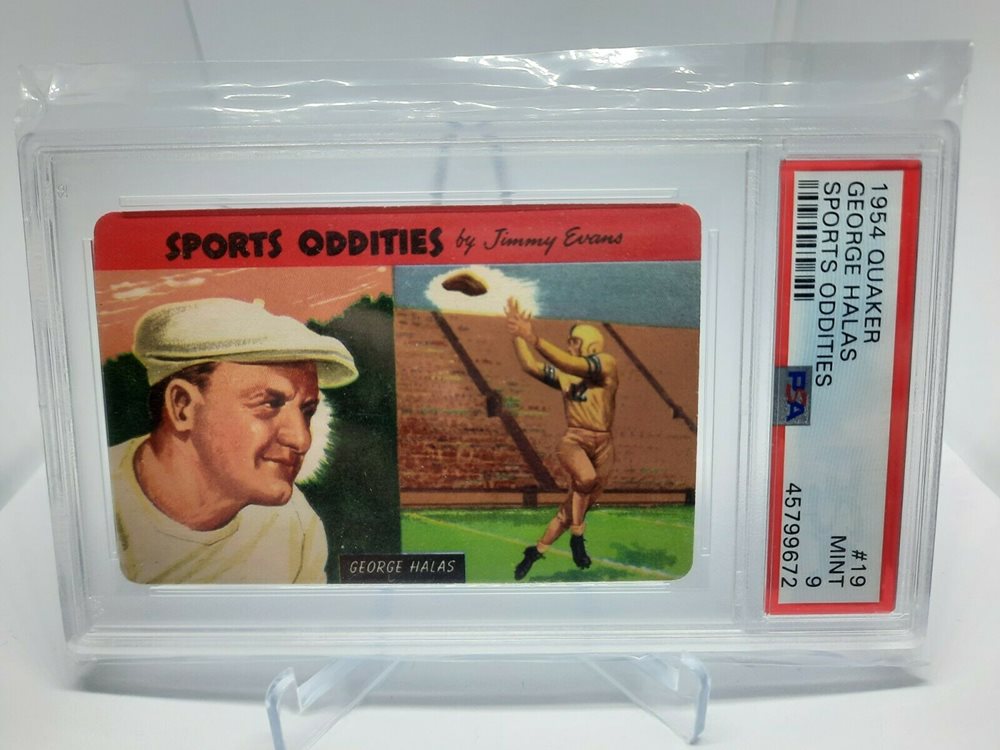 SPORTS ODDITIES by Jimmy Evans
GEORGE HALAS
1954 QUAKER
GEORGE HALAS
SPORTS ODDITIES
#19
MINT
9
PSA
45799672